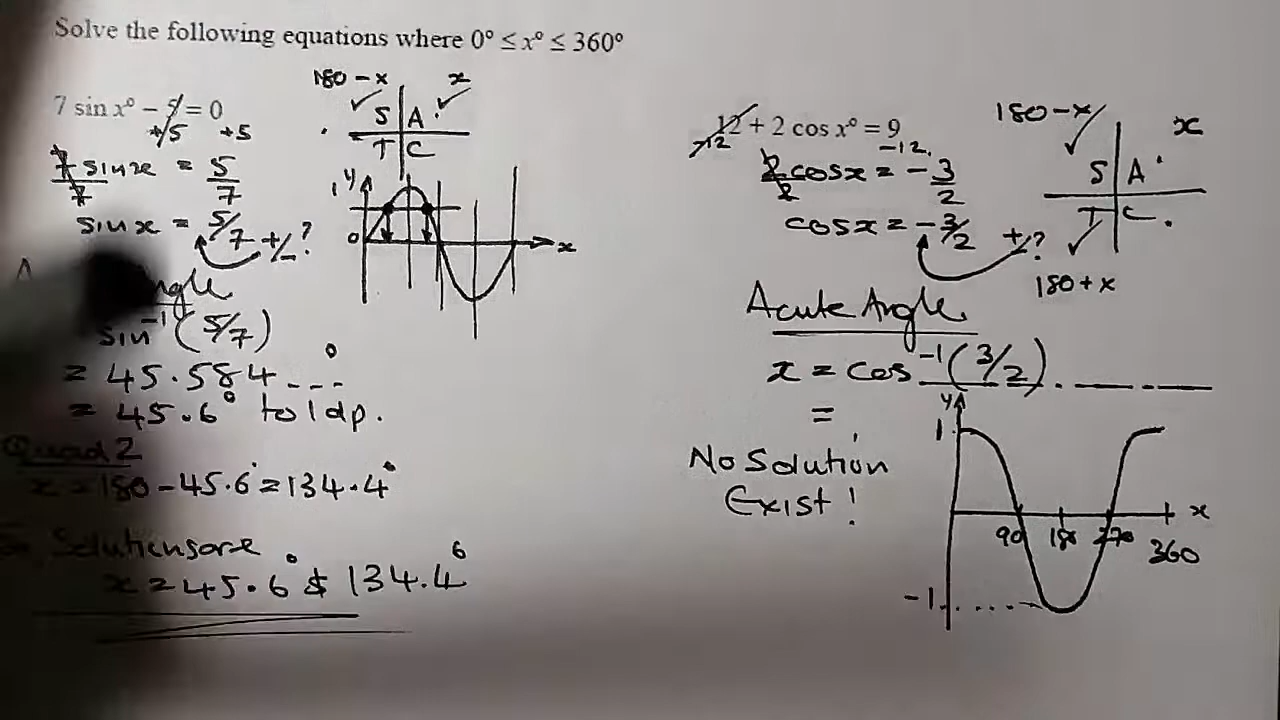 Solve the following equations where 0° ≤ x° ≤ 360°
7 sin x° − 5 = 0
+5 +5
7 sin x = 5
7 7
sin x = 5/7 +/- ?
Angle
sin⁻¹(5/7)
= 45.584...°
= 45.6° to 1dp.
Quad 2
x = 180 − 45.6° = 134.4°
Solutions are
x = 45.6° & 134.4°
180 − x x
S A
T C
1 y
0 x
12 + 2 cos x° = 9
−12 −12
2 cos x = − 3
2 2
cos x = −3/2 +/- ?
180 − x x
S A
T C
180 + x
Acute Angle
x = cos⁻¹(3/2)
=
No Solution
Exist !
y
1
90 180 270 360 x
−1